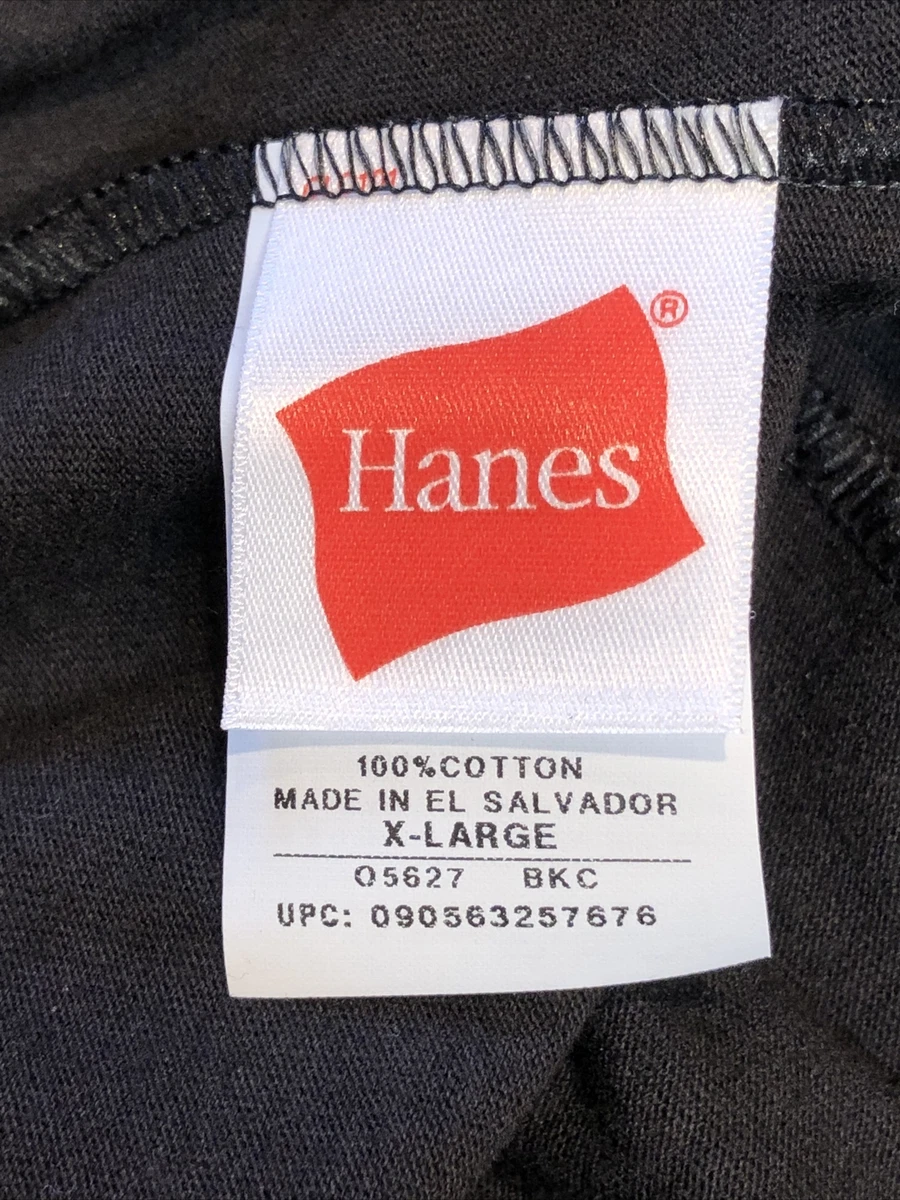 Hanes®
100%COTTON
MADE IN EL SALVADOR
X-LARGE
O5627 BKC
UPC: 090563257676